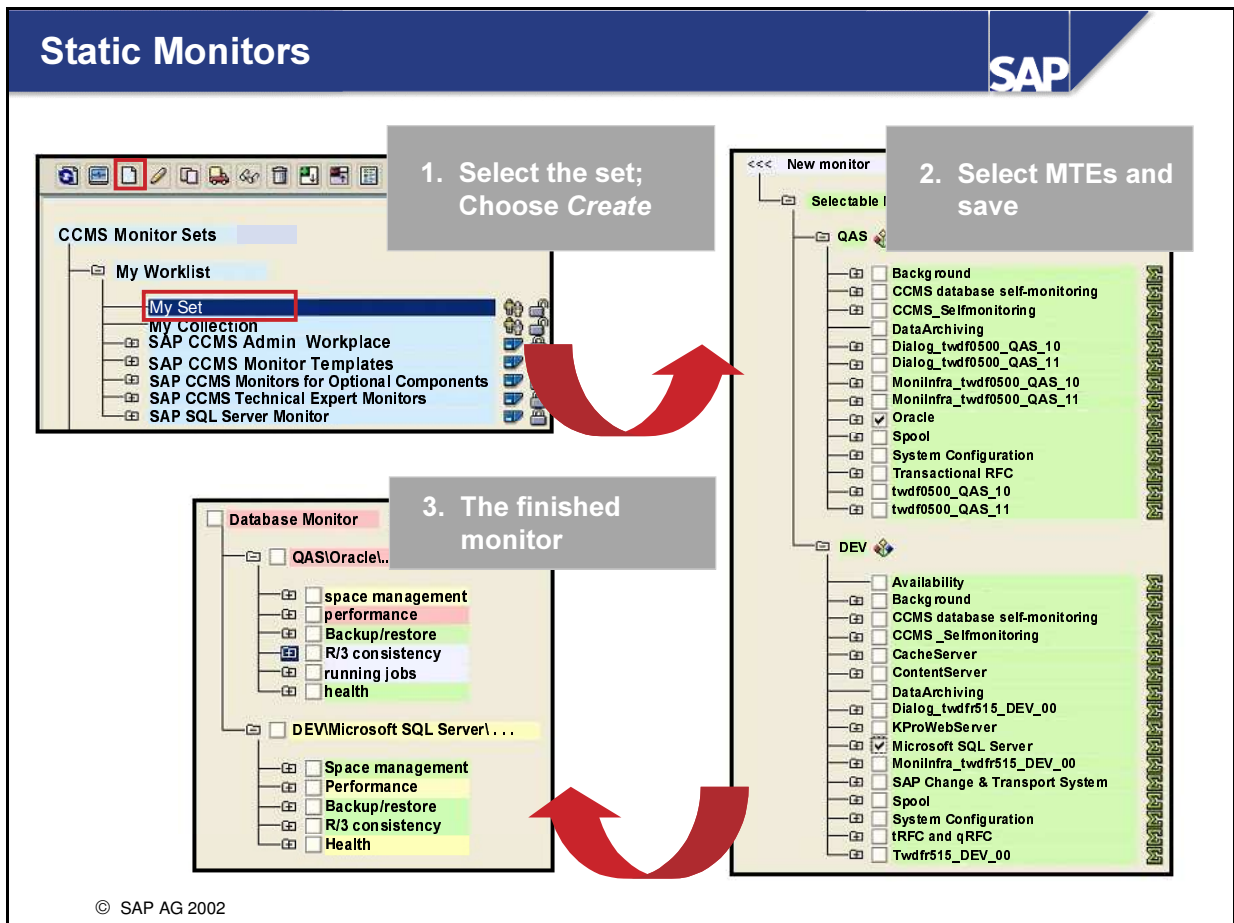 Static Monitors
SAP
1. Select the set;
Choose Create
CCMS Monitor Sets
My Worklist
My Set
My Collection
SAP CCMS Admin Workplace
SAP CCMS Monitor Templates
SAP CCMS Monitors for Optional Components
SAP CCMS Technical Expert Monitors
SAP SQL Server Monitor
2. Select MTEs and
save
<<< New monitor
Selectable
QAS
Background
CCMS database self-monitoring
CCMS_Selfmonitoring
DataArchiving
Dialog_twdf0500_QAS_10
Dialog_twdf0500_QAS_11
MoniInfra_twdf0500_QAS_10
MoniInfra_twdf0500_QAS_11
Oracle
Spool
System Configuration
Transactional RFC
twdf0500_QAS_10
twdf0500_QAS_11
DEV
Availability
Background
CCMS database self-monitoring
CCMS _Selfmonitoring
CacheServer
ContentServer
DataArchiving
Dialog_twdfr515_DEV_00
KProWebServer
Microsoft SQL Server
MoniInfra_twdfr515_DEV_00
SAP Change & Transport System
Spool
System Configuration
tRFC and qRFC
Twdfr515_DEV_00
3. The finished
monitor
Database Monitor
QAS\Oracle\..
space management
performance
Backup/restore
R/3 consistency
running jobs
health
DEV\Microsoft SQL Server\ . . .
Space management
Performance
Backup/restore
R/3 consistency
Health
© SAP AG 2002